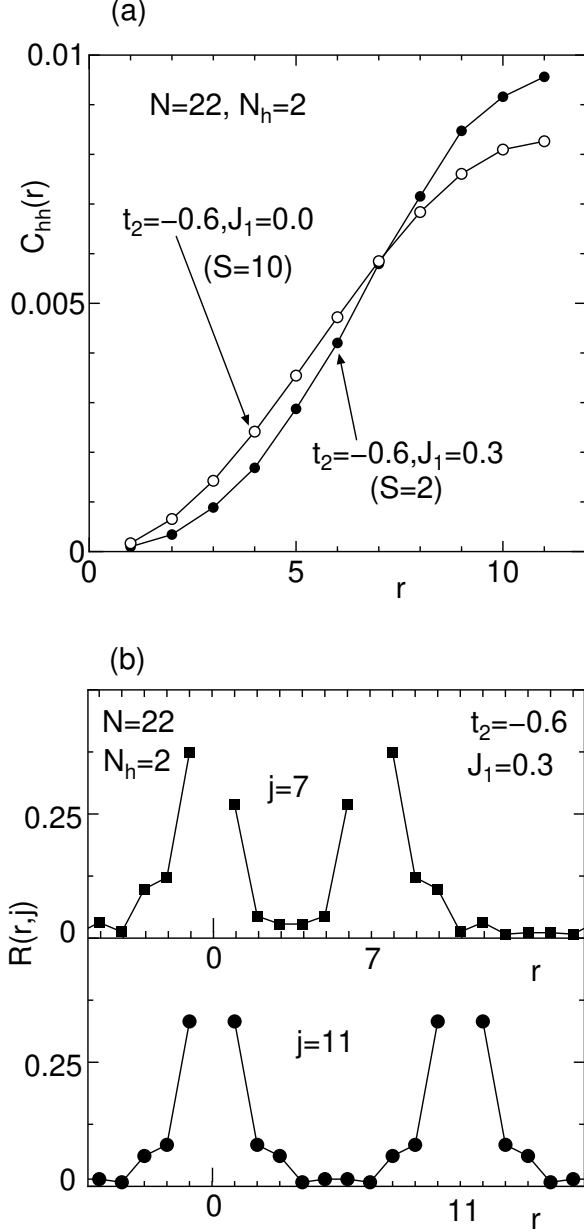 (a)
0.01
N=22, N_h=2
C_hh(r)
t_2=−0.6,J_1=0.0
(S=10)
0.005
t_2=−0.6,J_1=0.3
(S=2)
0
0 5 10
r
(b)
N=22 t_2=−0.6
N_h=2 J_1=0.3
j=7
0.25
R(r,j)
0
0 7 r
j=11
0.25
0
0 11 r